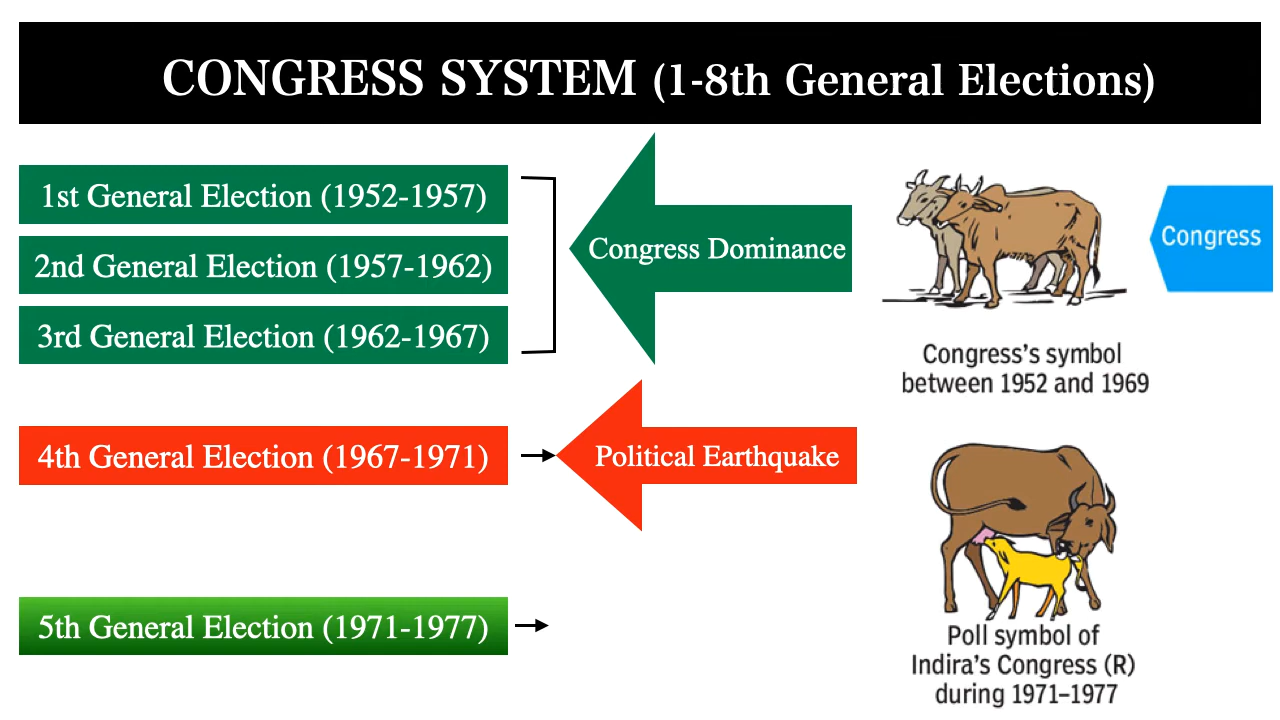 CONGRESS SYSTEM (1-8th General Elections)
1st General Election (1952-1957)
2nd General Election (1957-1962)
3rd General Election (1962-1967)
Congress Dominance
Congress
Congress's symbol
between 1952 and 1969
4th General Election (1967-1971)
Political Earthquake
5th General Election (1971-1977)
Poll symbol of
Indira's Congress (R)
during 1971–1977